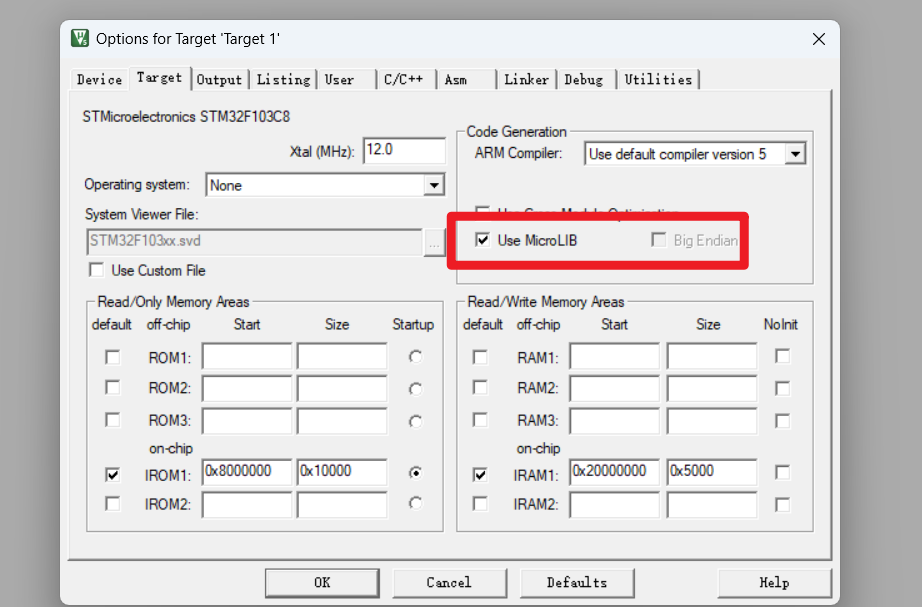 Options for Target 'Target 1'
Device Target Output Listing User C/C++ Asm Linker Debug Utilities
STMicroelectronics STM32F103C8
Xtal (MHz): 12.0
Operating system: None
System Viewer File:
STM32F103xx.svd ...
Use Custom File
Code Generation
ARM Compiler: Use default compiler version 5
Use MicroLIB Big Endian
Read/Only Memory Areas
default off-chip Start Size Startup
ROM1:
ROM2:
ROM3:
on-chip
IROM1: 0x8000000 0x10000
IROM2:
Read/Write Memory Areas
default off-chip Start Size NoInit
RAM1:
RAM2:
RAM3:
on-chip
IRAM1: 0x20000000 0x5000
IRAM2:
OK Cancel Defaults Help